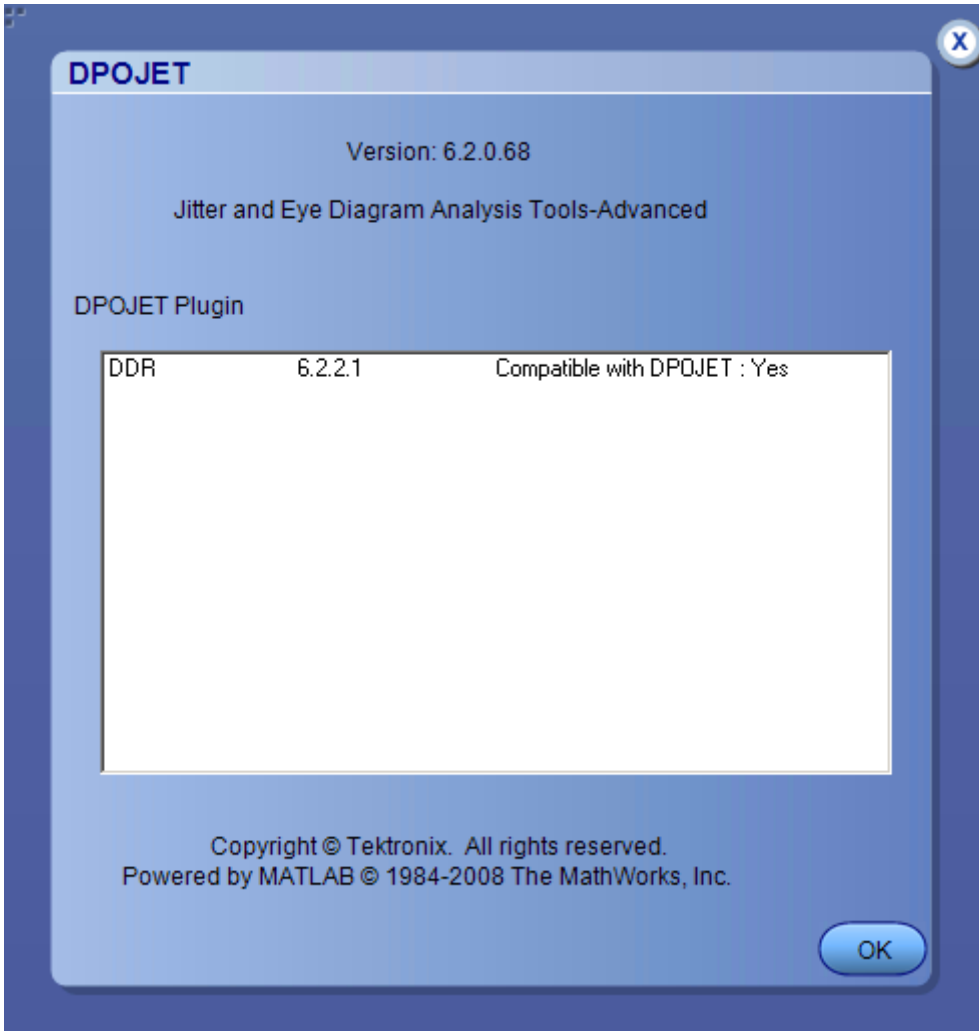 X
DPOJET
Version: 6.2.0.68
Jitter and Eye Diagram Analysis Tools-Advanced
DPOJET Plugin
DDR 6.2.2.1 Compatible with DPOJET : Yes
Copyright © Tektronix. All rights reserved.
Powered by MATLAB © 1984-2008 The MathWorks, Inc.
OK